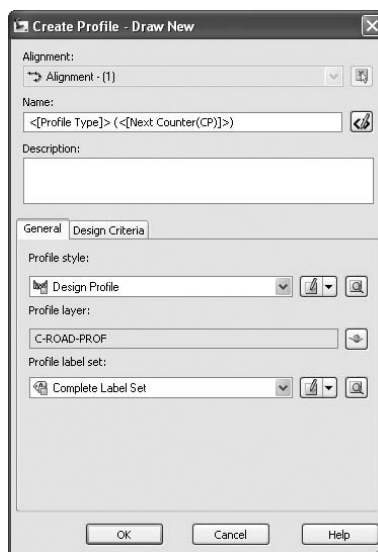 Create Profile - Draw New
Alignment:
Alignment - (1)
Name:
<[Profile Type]> (<[Next Counter(CP)]>)
Description:
General Design Criteria
Profile style:
Design Profile
Profile layer:
C-ROAD-PROF
Profile label set:
Complete Label Set
OK Cancel Help